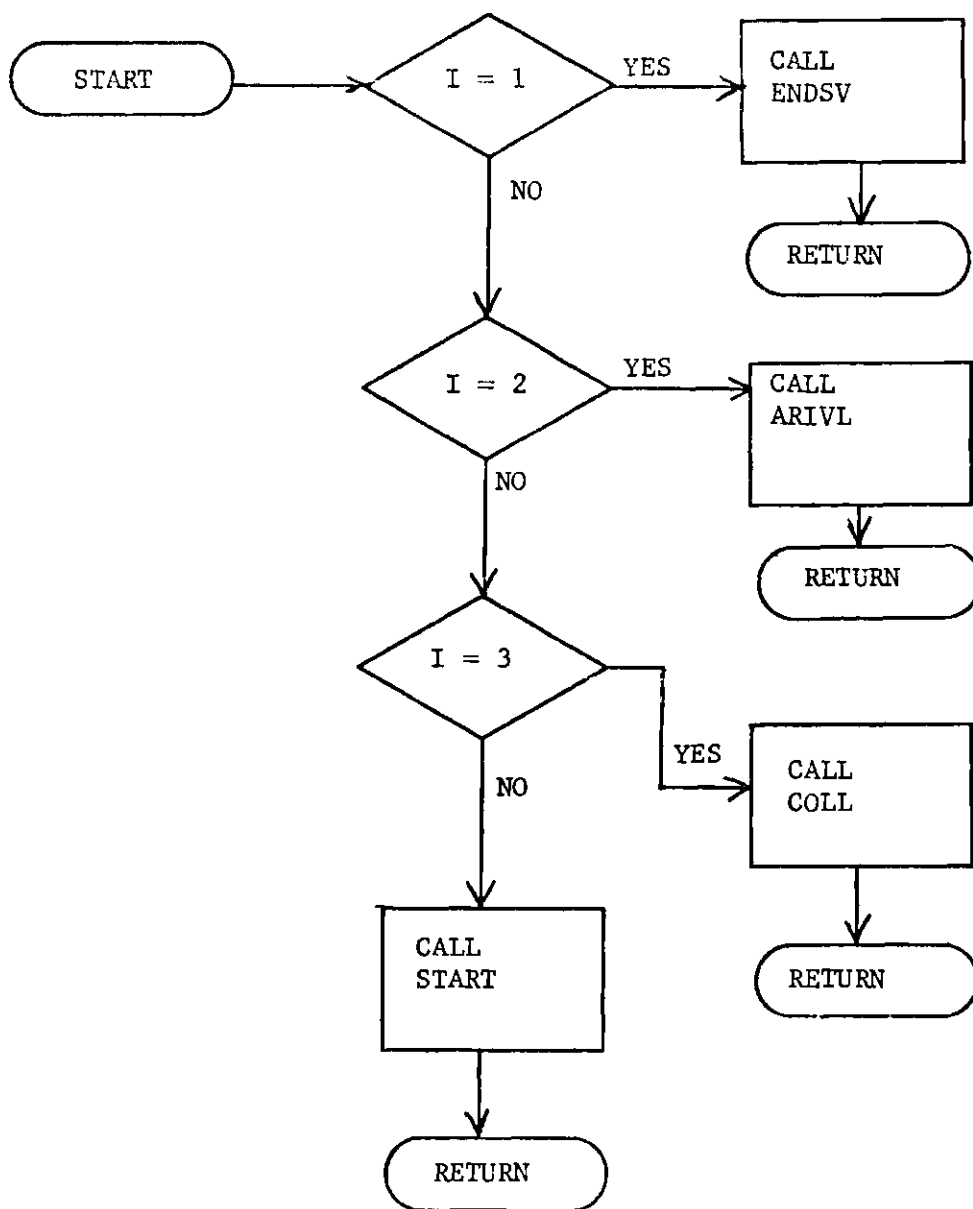 START
I = 1
YES
CALL
ENDSV
NO
RETURN
I = 2
YES
CALL
ARIVL
NO
RETURN
I = 3
YES
CALL
COLL
NO
CALL
START
RETURN
RETURN